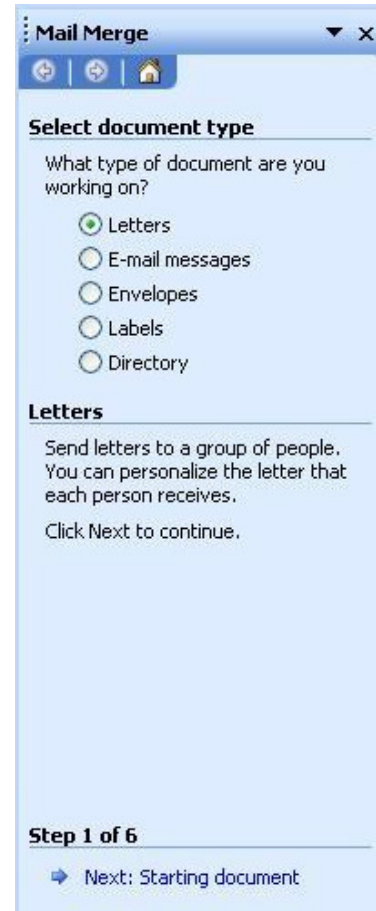 Mail Merge
Select document type
What type of document are you
working on?
Letters
E-mail messages
Envelopes
Labels
Directory
Letters
Send letters to a group of people.
You can personalize the letter that
each person receives.
Click Next to continue.
Step 1 of 6
Next: Starting document